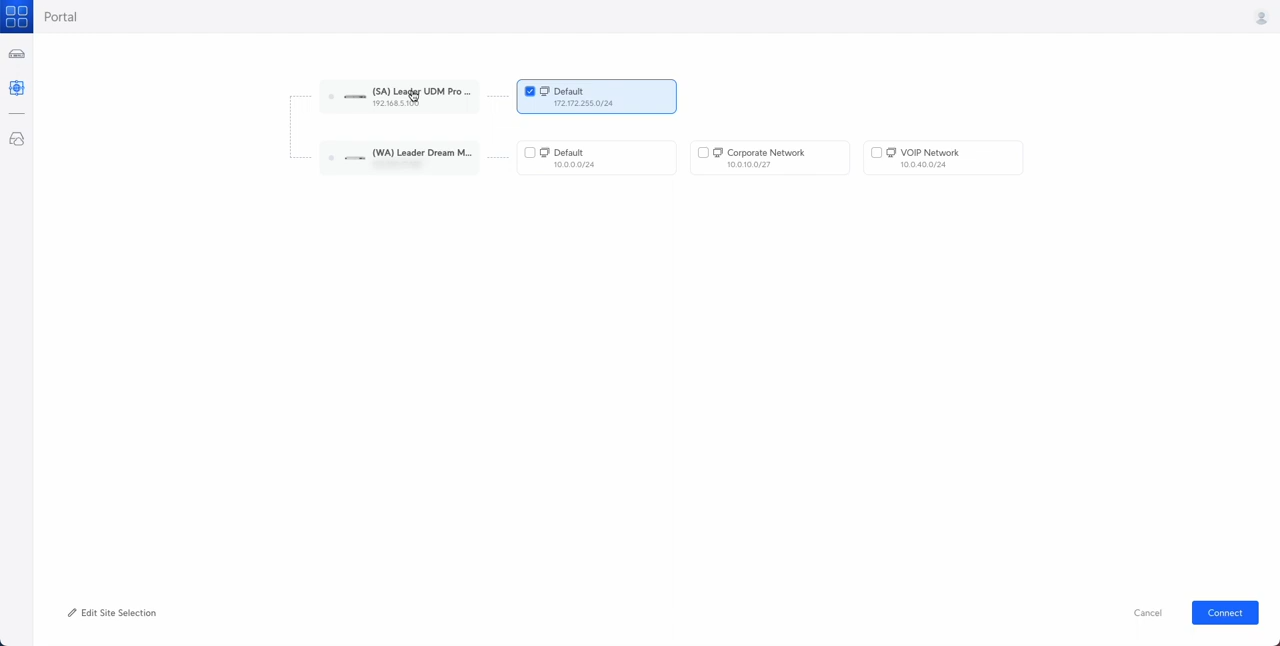 Portal
(SA) Leader UDM Pro ...
192.168.5.100
Default
172.172.255.0/24
(WA) Leader Dream M...
Default
10.0.0.0/24
Corporate Network
10.0.10.0/27
VOIP Network
10.0.40.0/24
Edit Site Selection
Cancel
Connect